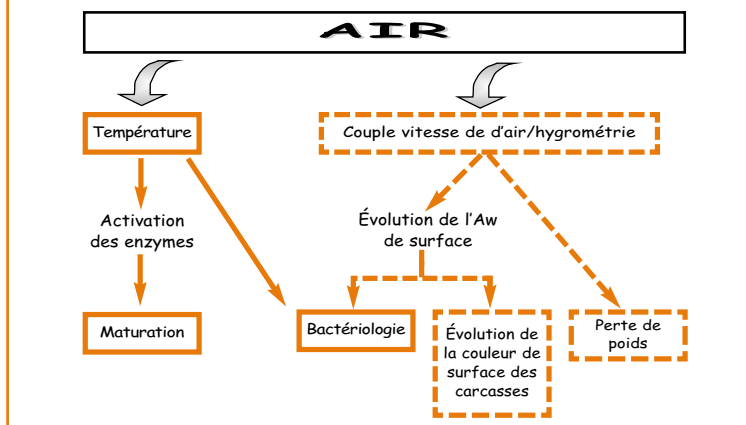 AIR
Température
Couple vitesse de d'air/hygrométrie
Activation
des enzymes
Évolution de l'Aw
de surface
Maturation
Bactériologie
Évolution de
la couleur de
surface des
carcasses
Perte de
poids